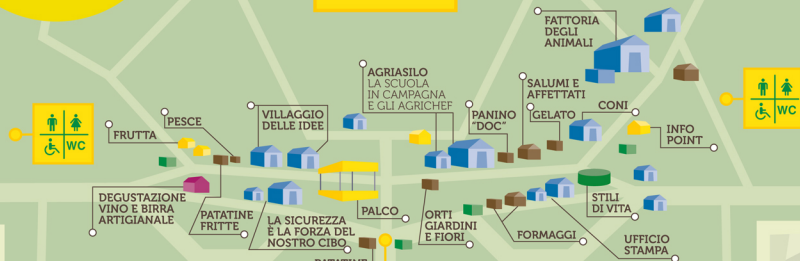 FATTORIA
DEGLI
ANIMALI
AGRIASILO
LA SCUOLA
IN CAMPAGNA
E GLI AGRICHEF
SALUMI E
AFFETTATI
CONI
GELATO
PANINO
"DOC"
VILLAGGIO
DELLE IDEE
PESCE
FRUTTA
WC
WC
INFO
POINT
DEGUSTAZIONE
VINO E BIRRA
ARTIGIANALE
PATATINE
FRITTE
LA SICUREZZA
È LA FORZA DEL
NOSTRO CIBO
PALCO
ORTI
GIARDINI
E FIORI
FORMAGGI
STILI
DI VITA
UFFICIO
STAMPA
PATATINE